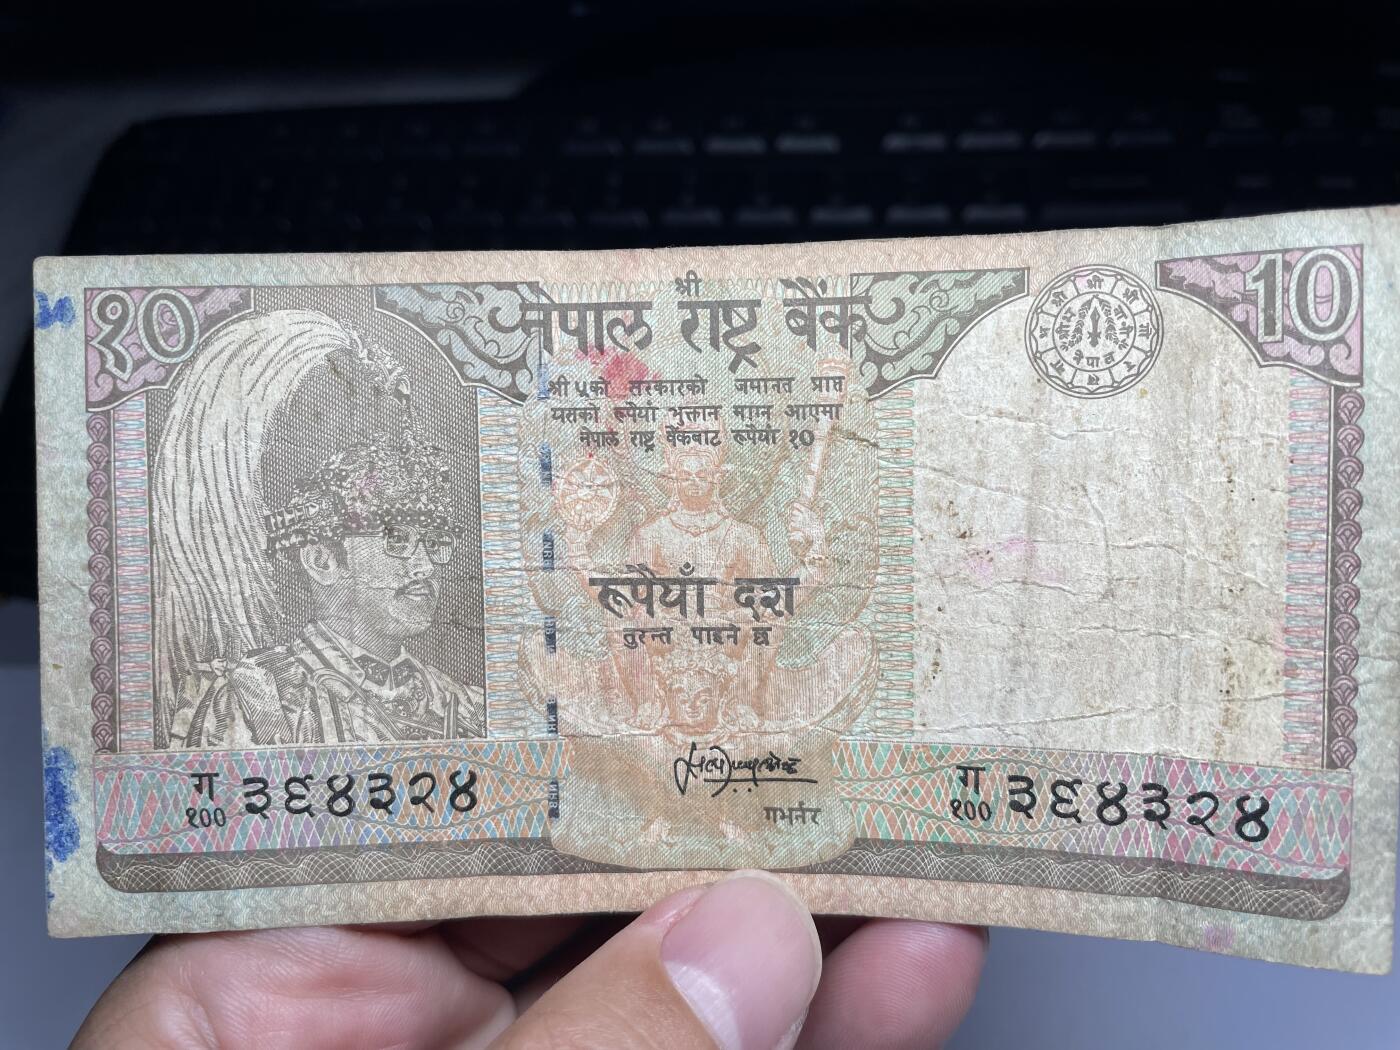 १०
श्री
10
नेपाल राष्ट्र बैंक
श्री ५को सरकारको जमानत प्राप्त
यसको रूपैयाँ भुक्तान माग्न आएमा
नेपाल राष्ट्र बैंकबाट रूपैयाँ १०
रूपैयाँ दश
तुरन्त पाइने छ
गभर्नर
ग १०० ३६४३२४
ग १०० ३६४३२४